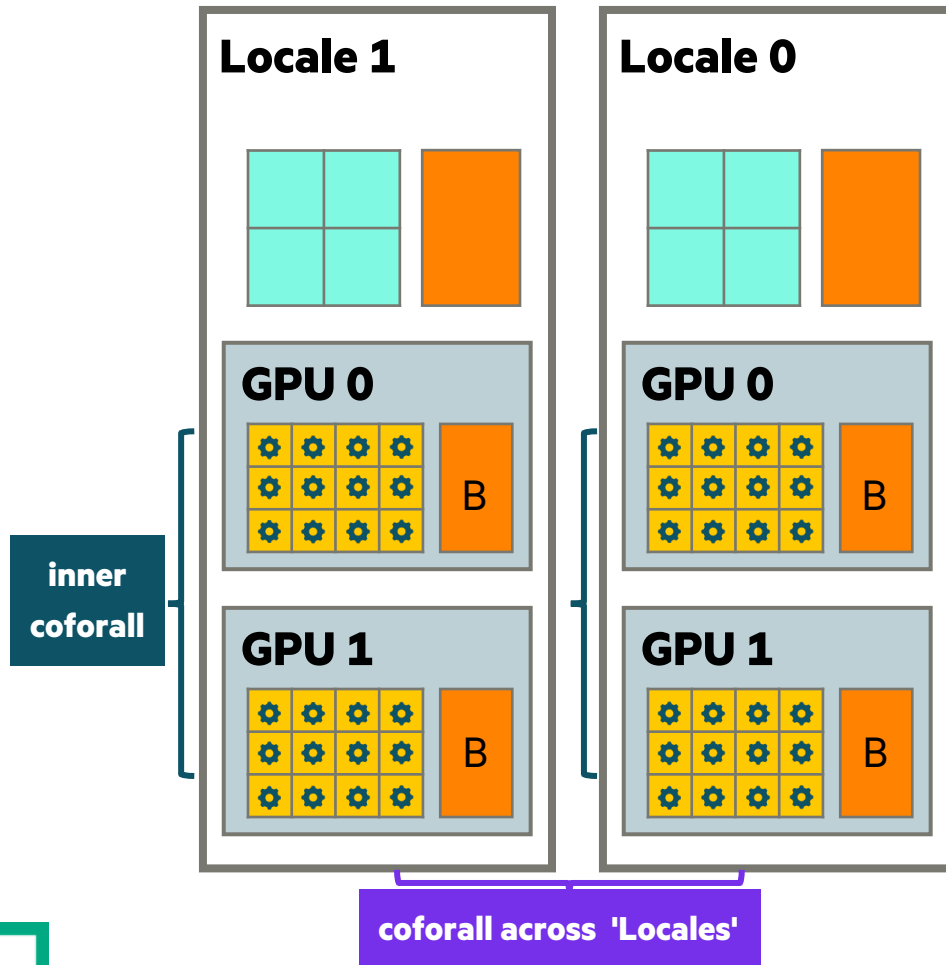 Locale 1
Locale 0
GPU 0
GPU 0
B
B
inner
coforall
GPU 1
GPU 1
B
B
coforall across 'Locales'